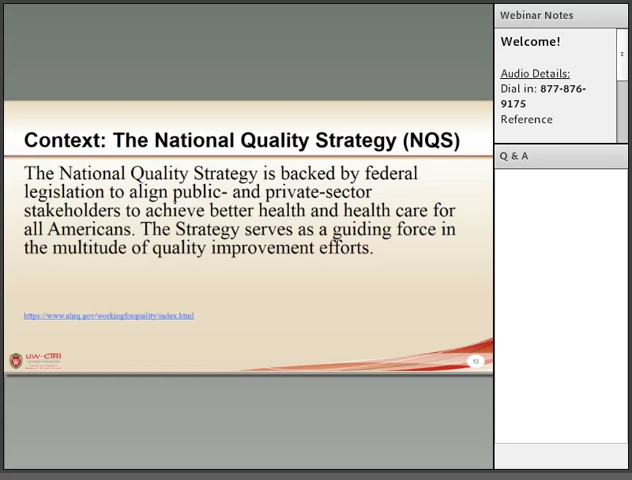 Context: The National Quality Strategy (NQS)
The National Quality Strategy is backed by federal
legislation to align public- and private-sector
stakeholders to achieve better health and health care for
all Americans. The Strategy serves as a guiding force in
the multitude of quality improvement efforts.
https://www.ahrq.gov/workingforquality/index.html
UW-CTRI
13
Webinar Notes
Welcome!
Audio Details:
Dial in: 877-876-
9175
Reference
Q & A